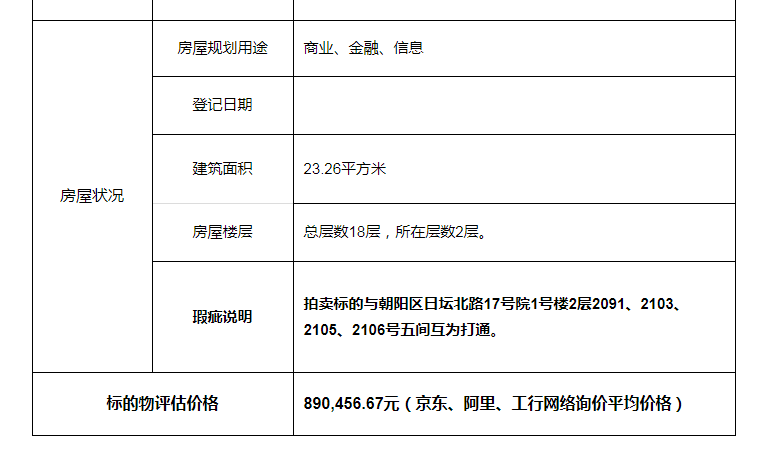 房屋状况
房屋规划用途
商业、金融、信息
登记日期
建筑面积
23.26平方米
房屋楼层
总层数18层，所在层数2层。
瑕疵说明
拍卖标的与朝阳区日坛北路17号院1号楼2层2091、2103、
2105、2106号五间互为打通。
标的物评估价格
890,456.67元（京东、阿里、工行网络询价平均价格）